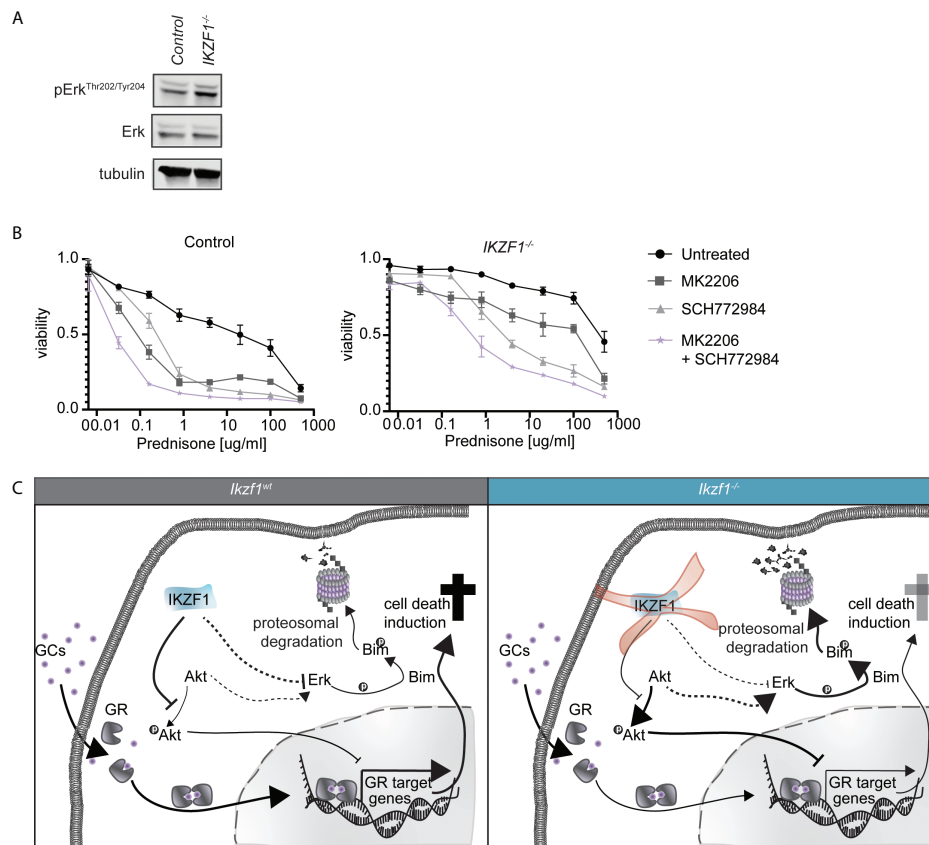 A
Control
IKZF1-/-
pErkThr202/Tyr204
Erk
tubulin
B
Control
viability
1.0
0.5
0.0
0 0.01 0.1 1 10 100 1000
Prednisone [ug/ml]
IKZF1-/-
viability
1.0
0.5
0.0
0 0.01 0.1 1 10 100 1000
Prednisone [ug/ml]
Untreated
MK2206
SCH772984
MK2206
+ SCH772984
C
Ikzf1wt
IKZF1
GCs
GR
Akt
P
Akt
Erk
P
P
Bim
Bim
proteosomal
degradation
cell death
induction
GR target
genes
Ikzf1-/-
IKZF1
GCs
GR
Akt
P
Akt
Erk
P
P
Bim
Bim
proteosomal
degradation
cell death
induction
GR target
genes